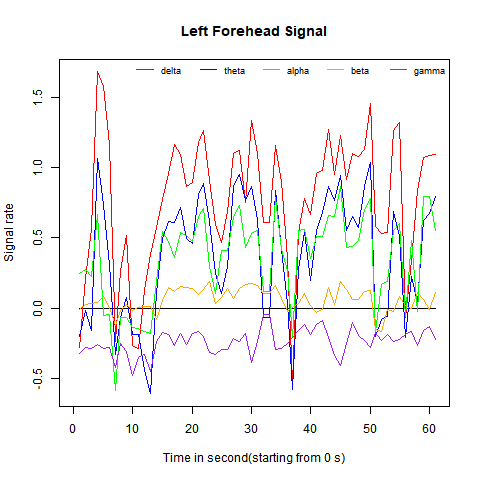 Left Forehead Signal
delta theta alpha beta gamma
Signal rate
1.5
1.0
0.5
0.0
-0.5
0 10 20 30 40 50 60
Time in second(starting from 0 s)